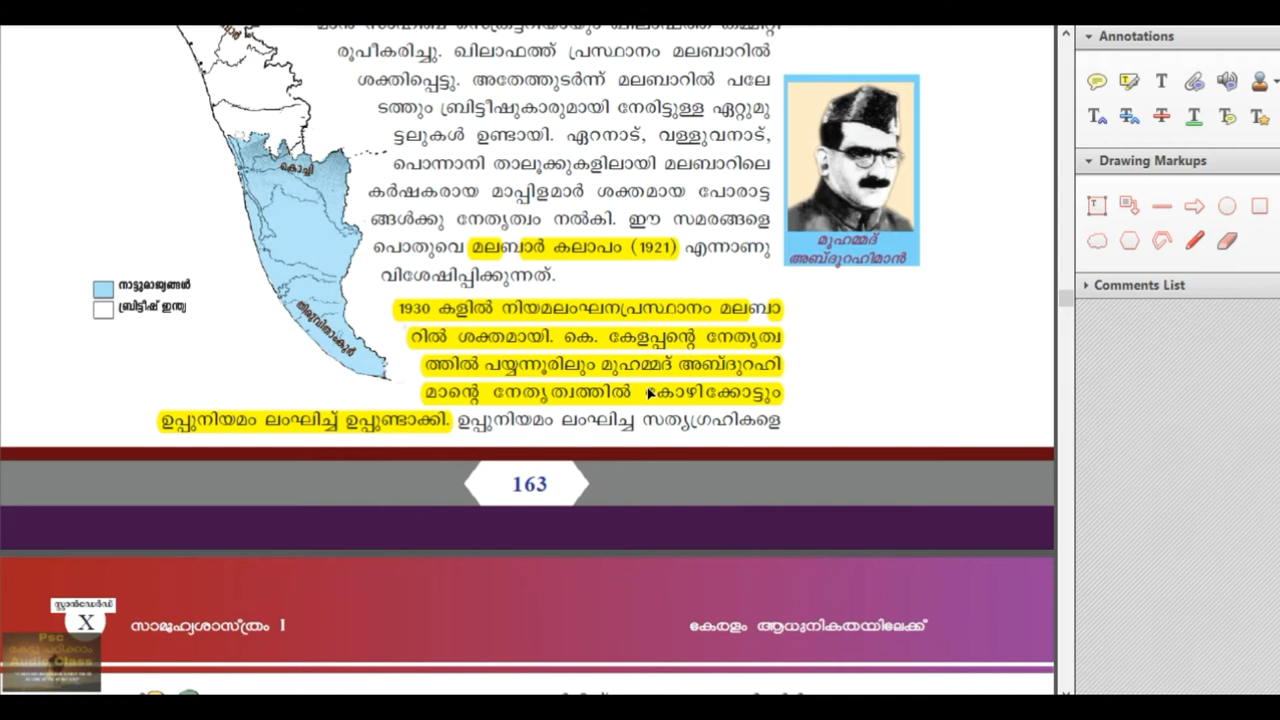 രൂപീകരിച്ചു. ഖിലാഫത്ത് പ്രസ്ഥാനം മലബാറിൽ
ശക്തിപ്പെട്ടു. അതേത്തുടർന്ന് മലബാറിൽ പലേ
ടത്തും ബ്രിട്ടീഷുകാരുമായി നേരിട്ടുള്ള ഏറ്റുമു
ട്ടലുകൾ ഉണ്ടായി. ഏറനാട്, വള്ളുവനാട്,
പൊന്നാനി താലൂക്കുകളിലായി മലബാറിലെ
കർഷകരായ മാപ്പിളമാർ ശക്തമായ പോരാട്ട
ങ്ങൾക്കു നേതൃത്വം നൽകി. ഈ സമരങ്ങളെ
പൊതുവെ മലബാർ കലാപം (1921) എന്നാണു
വിശേഷിപ്പിക്കുന്നത്.
1930 കളിൽ നിയമലംഘനപ്രസ്ഥാനം മലബാ
റിൽ ശക്തമായി. കെ. കേളപ്പന്റെ നേതൃത്വ
ത്തിൽ പയ്യന്നൂരിലും മുഹമ്മദ് അബ്ദുറഹി
മാന്റെ നേതൃത്വത്തിൽ കോഴിക്കോട്ടും
ഉപ്പുനിയമം ലംഘിച്ച് ഉപ്പുണ്ടാക്കി. ഉപ്പുനിയമം ലംഘിച്ച സത്യഗ്രഹികളെ
മുഹമ്മദ്
അബ്ദുറഹിമാൻ
കൊച്ചി
തിരുവിതാംകൂർ
നാട്ടുരാജ്യങ്ങൾ
ബ്രിട്ടീഷ് ഇന്ത്യ
163
സ്റ്റാൻഡേർഡ്
X
സാമൂഹ്യശാസ്ത്രം I
കേരളം ആധുനികതയിലേക്ക്
Psc
കേട്ടു പഠിക്കാം
Audio Class
Annotations
Drawing Markups
Comments List